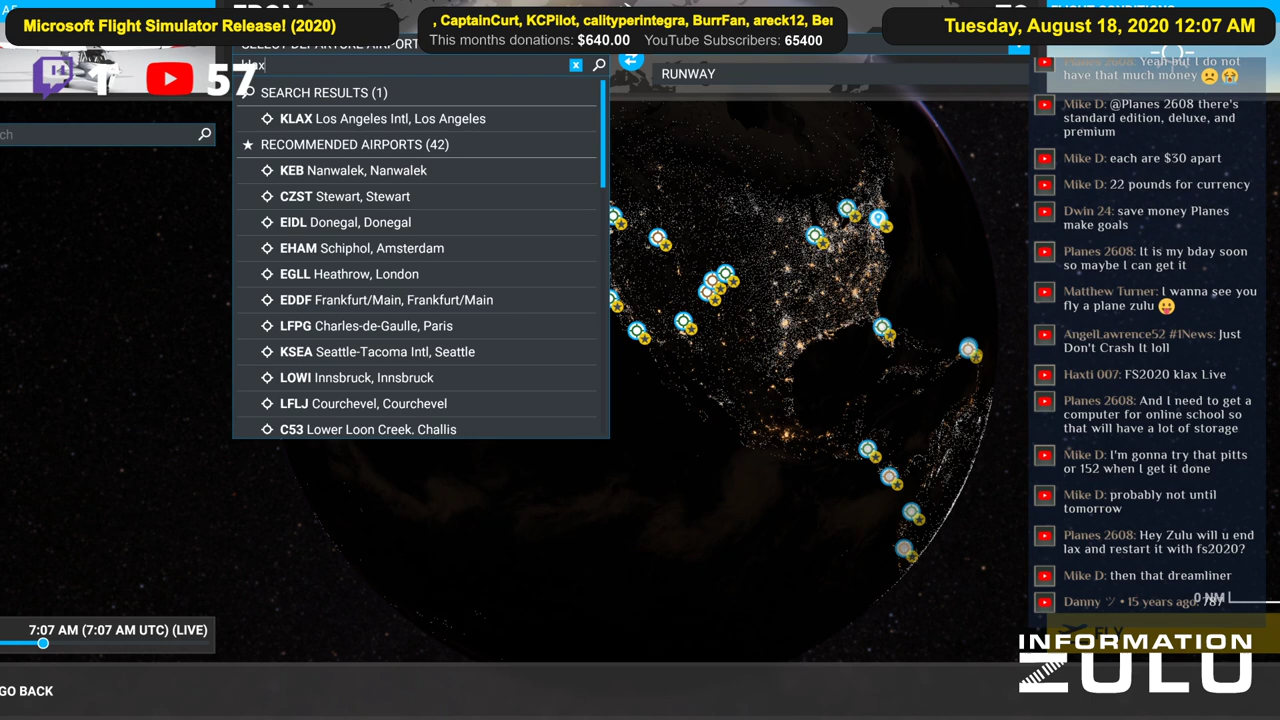 Microsoft Flight Simulator Release! (2020)
, CaptainCurt, KCPilot, calityperintegra, BurrFan, areck12, Ber
This months donations: $640.00 YouTube Subscribers: 65400
Tuesday, August 18, 2020 12:07 AM
1
57
klax
SEARCH RESULTS (1)
KLAX Los Angeles Intl, Los Angeles
RECOMMENDED AIRPORTS (42)
KEB Nanwalek, Nanwalek
CZST Stewart, Stewart
EIDL Donegal, Donegal
EHAM Schiphol, Amsterdam
EGLL Heathrow, London
EDDF Frankfurt/Main, Frankfurt/Main
LFPG Charles-de-Gaulle, Paris
KSEA Seattle-Tacoma Intl, Seattle
LOWI Innsbruck, Innsbruck
LFLJ Courchevel, Courchevel
C53 Lower Loon Creek, Challis
RUNWAY
ch
7:07 AM (7:07 AM UTC) (LIVE)
GO BACK
Planes 2608: Yeah but I do not
have that much money ☹️😭
Mike D: @Planes 2608 there's
standard edition, deluxe, and
premium
Mike D: each are $30 apart
Mike D: 22 pounds for currency
Dwin 24: save money Planes
make goals
Planes 2608: It is my bday soon
so maybe I can get it
Matthew Turner: I wanna see you
fly a plane zulu 😛
AngelLawrence52 #1News: Just
Don't Crash It loll
Haxti 007: FS2020 klax Live
Planes 2608: And I need to get a
computer for online school so
that will have a lot of storage
Mike D: I'm gonna try that pitts
or 152 when I get it done
Mike D: probably not until
tomorrow
Planes 2608: Hey Zulu will u end
lax and restart it with fs2020?
Mike D: then that dreamliner
Danny ツ • 15 years ago: 787
0 NM
FLY
INFORMATION
ZULU